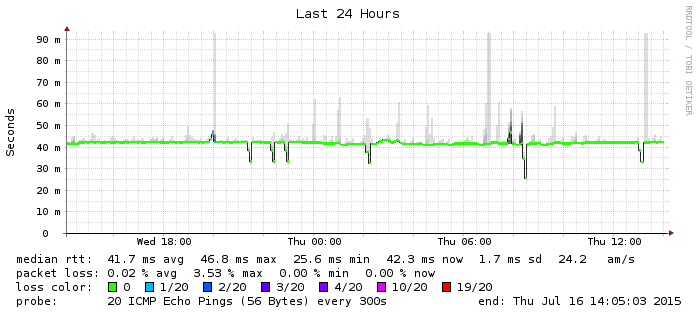 Last 24 Hours
RRDTOOL / TOBI OETIKER
Seconds
90 m
80 m
70 m
60 m
50 m
40 m
30 m
20 m
10 m
0
Wed 18:00 Thu 00:00 Thu 06:00 Thu 12:00
median rtt: 41.7 ms avg 46.8 ms max 25.6 ms min 42.3 ms now 1.7 ms sd 24.2 am/s
packet loss: 0.02 % avg 3.53 % max 0.00 % min 0.00 % now
loss color: 0 1/20 2/20 3/20 4/20 10/20 19/20
probe: 20 ICMP Echo Pings (56 Bytes) every 300s end: Thu Jul 16 14:05:03 2015